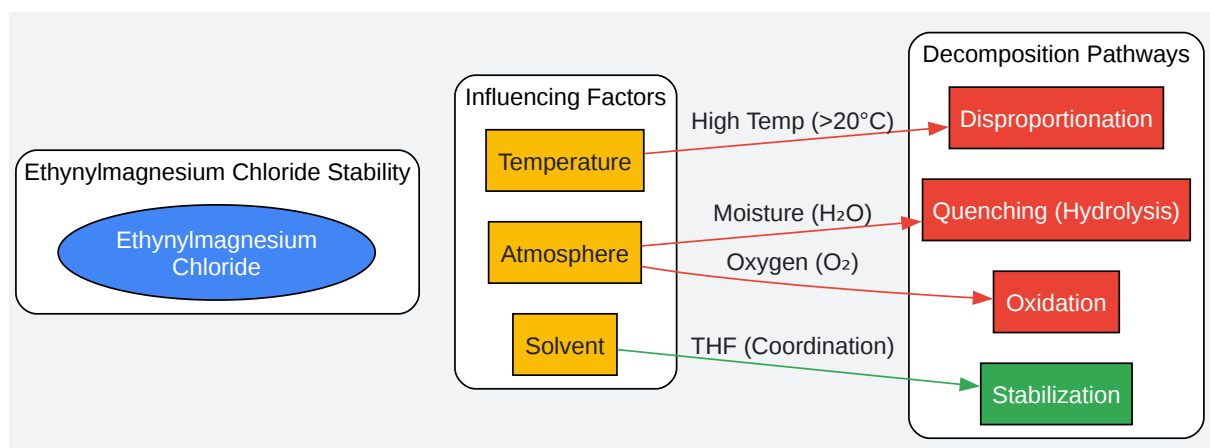 Ethynylmagnesium Chloride Stability
Ethynylmagnesium
Chloride
Influencing Factors
Temperature
Atmosphere
Solvent
High Temp (>20°C)
Moisture (H₂O)
Oxygen (O₂)
THF (Coordination)
Decomposition Pathways
Disproportionation
Quenching (Hydrolysis)
Oxidation
Stabilization